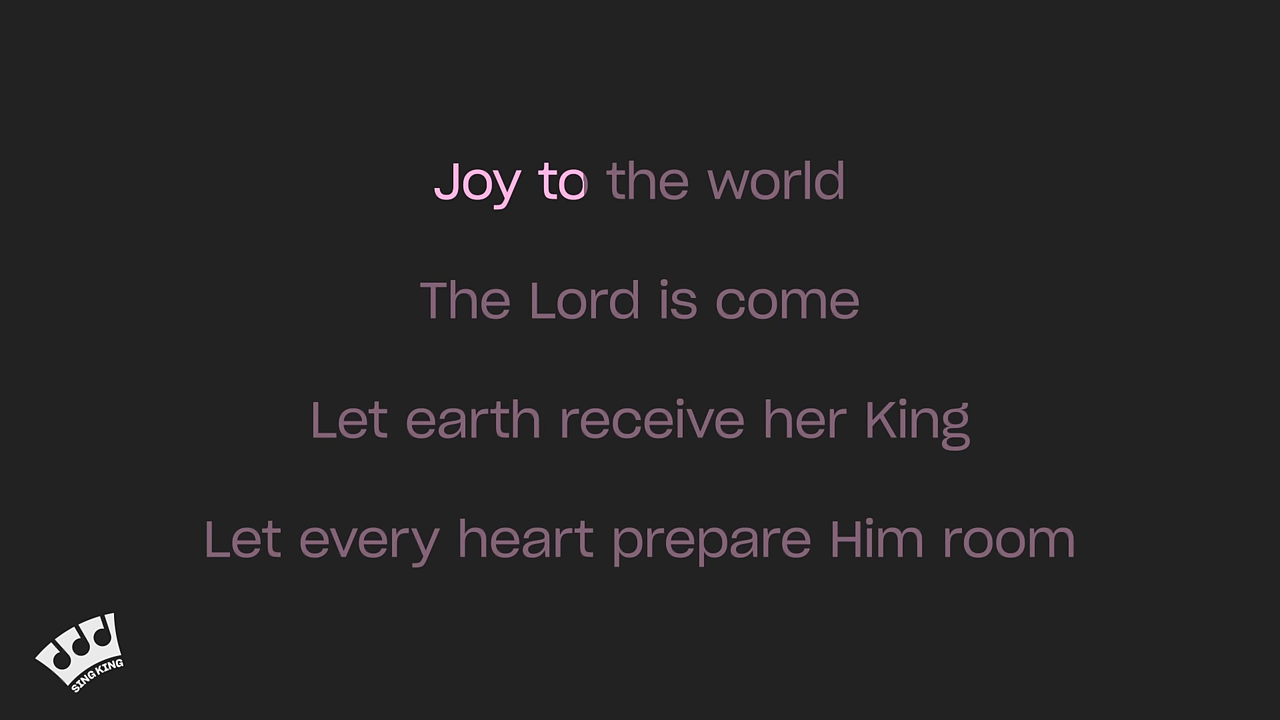 Joy to the world
The Lord is come
Let earth receive her King
Let every heart prepare Him room
SING KING